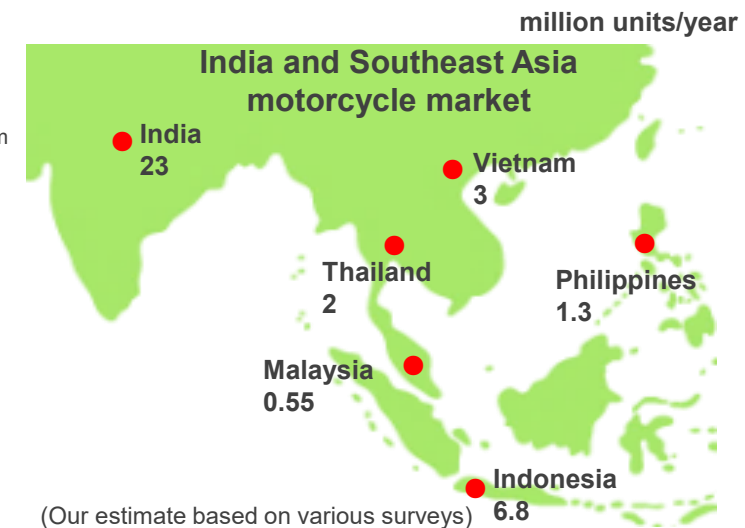 million units/year
India and Southeast Asia
motorcycle market
India
23
Vietnam
3
Thailand
2
Philippines
1.3
Malaysia
0.55
Indonesia
6.8
(Our estimate based on various surveys)